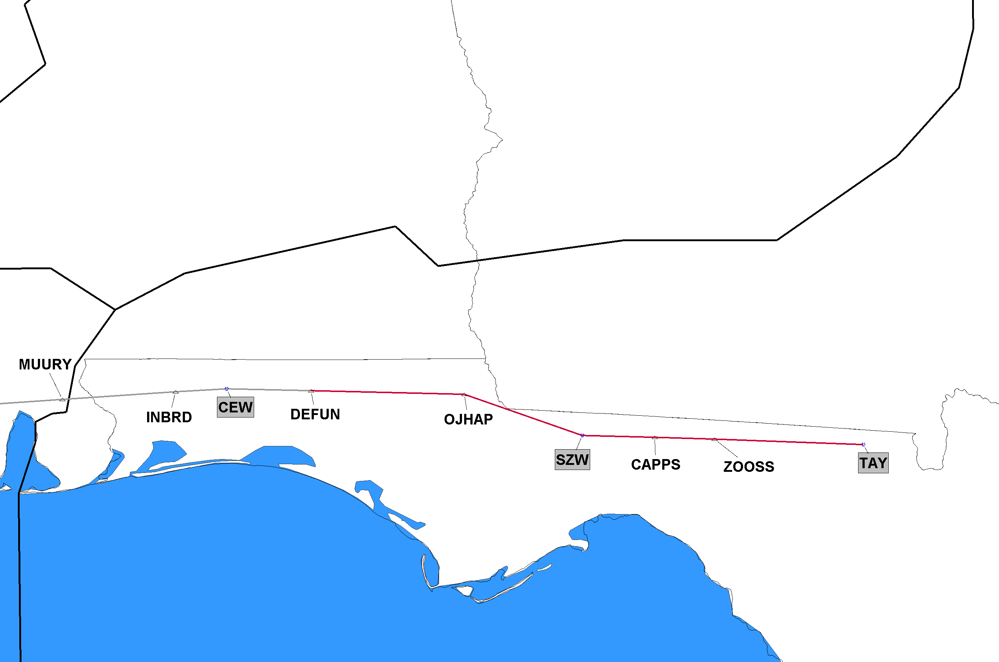 MUURY
INBRD
CEW
DEFUN
OJHAP
SZW
CAPPS
ZOOSS
TAY